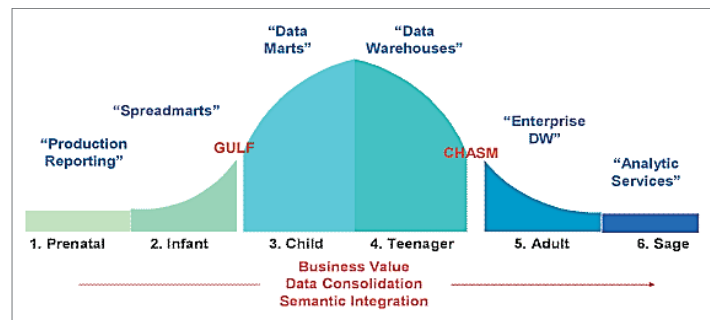 “Data
Marts”
“Data
Warehouses”
“Spreadmarts”
“Production
Reporting”
GULF
CHASM
“Enterprise
DW”
“Analytic
Services”
1. Prenatal
2. Infant
3. Child
4. Teenager
5. Adult
6. Sage
Business Value
Data Consolidation
Semantic Integration